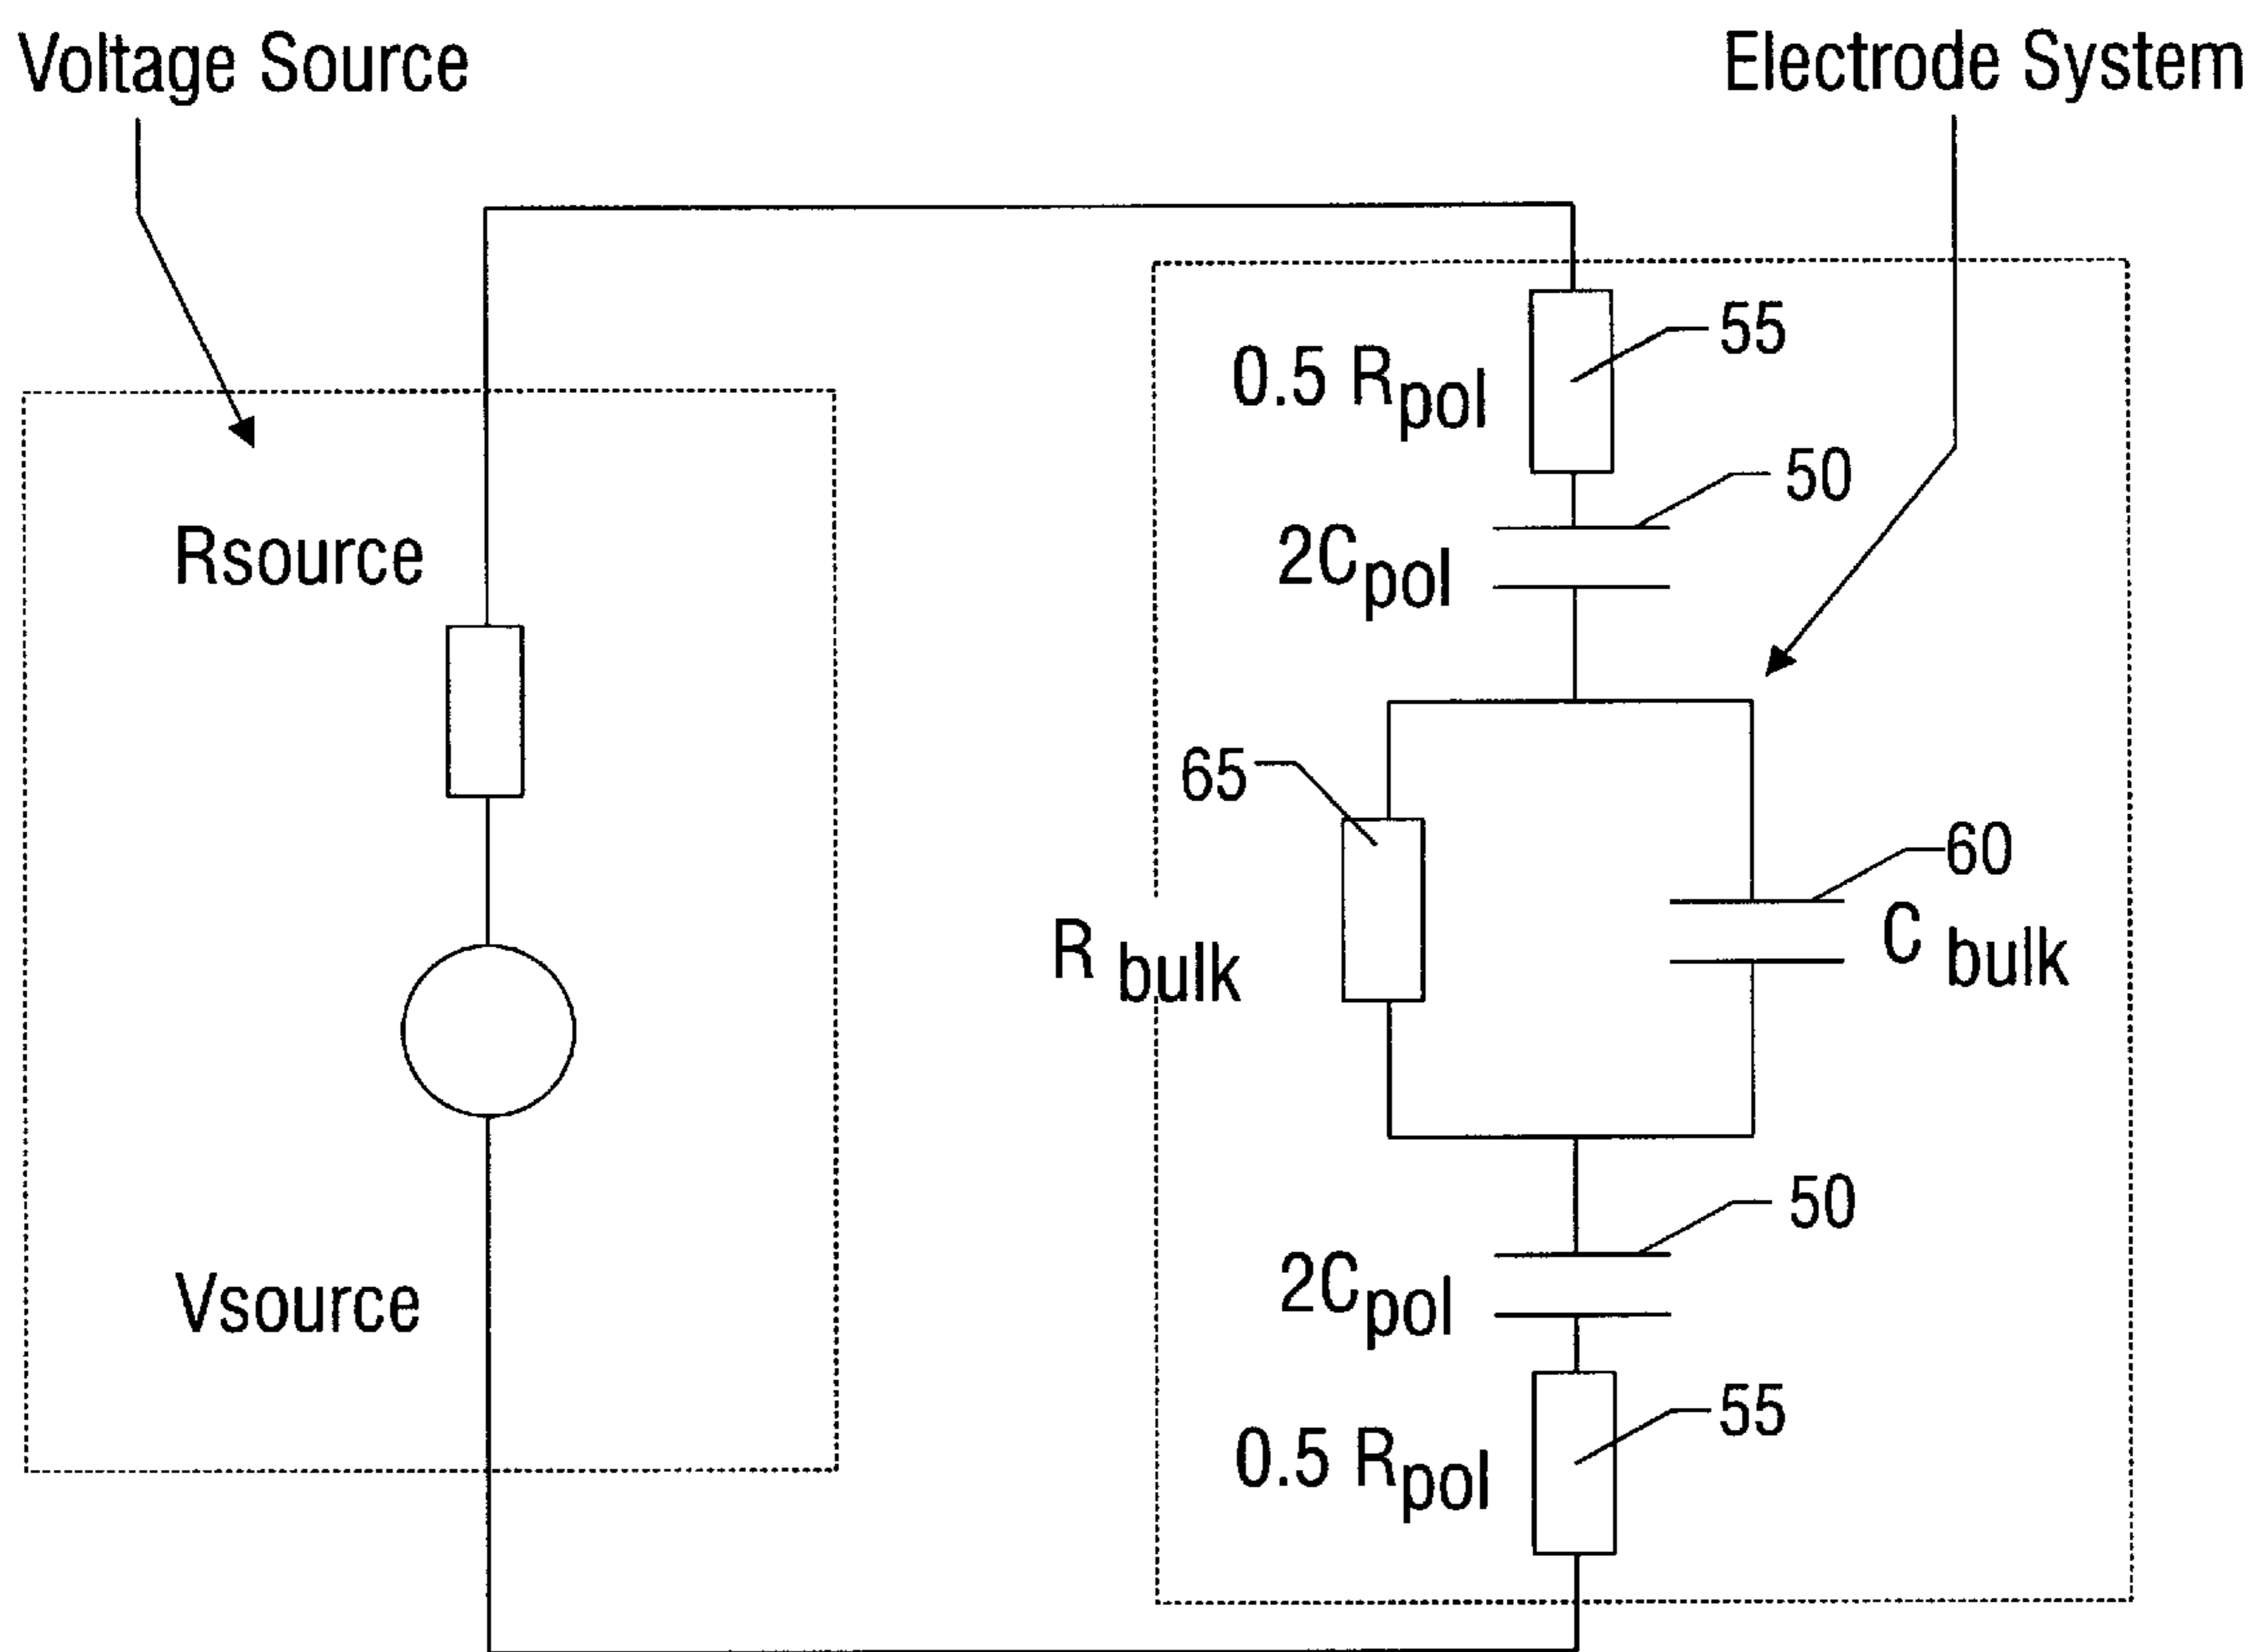 Voltage Source
Electrode System
55
0.5 Rpol
50
2Cpol
Rsource
65
60
R bulk
C bulk
50
2Cpol
Vsource
55
0.5 Rpol